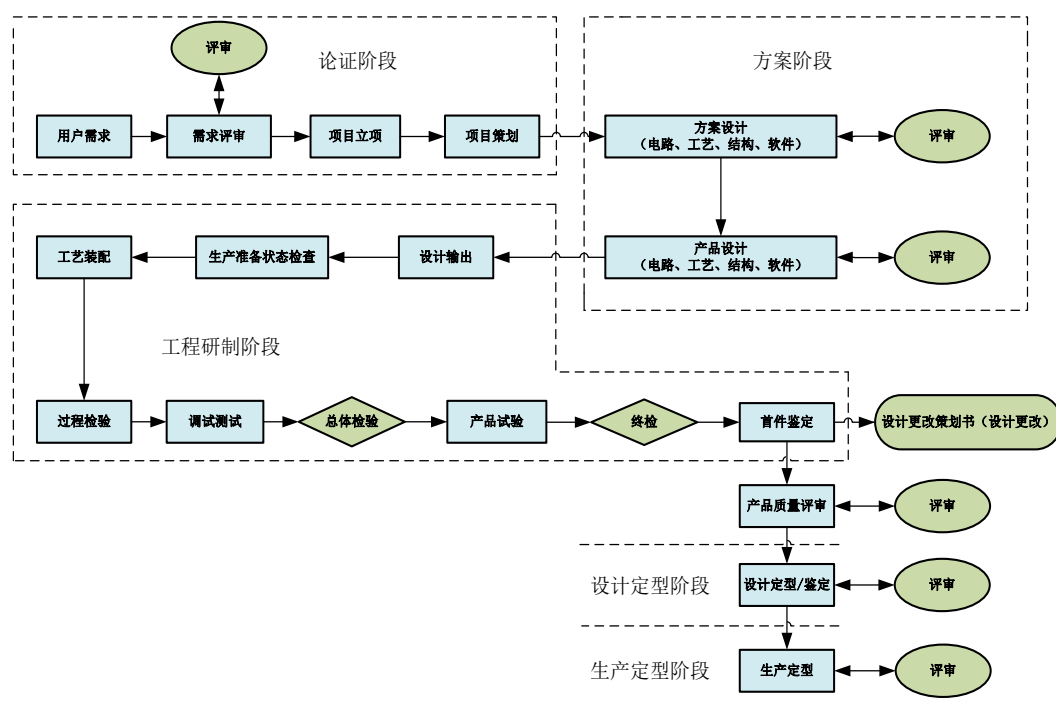 评审
论证阶段
方案阶段
用户需求
需求评审
项目立项
项目策划
方案设计
（电路、工艺、结构、软件）
评审
工艺装配
生产准备状态检查
设计输出
产品设计
（电路、工艺、结构、软件）
评审
工程研制阶段
过程检验
调试测试
总体检验
产品试验
终检
首件鉴定
设计更改策划书（设计更改）
产品质量评审
评审
设计定型阶段
设计定型/鉴定
评审
生产定型阶段
生产定型
评审